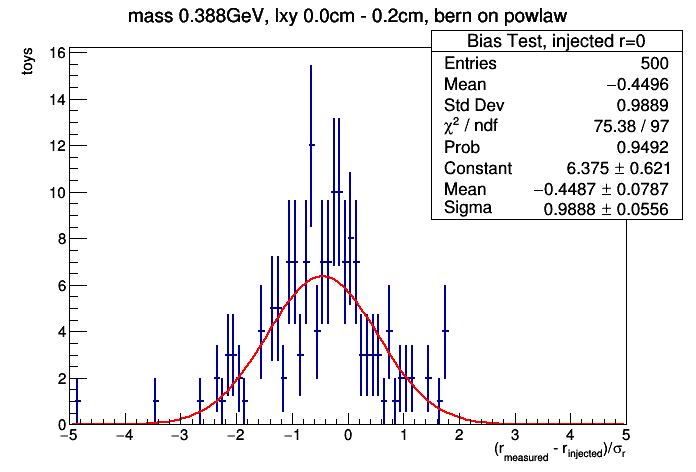 mass 0.388GeV, lxy 0.0cm - 0.2cm, bern on powlaw
Bias Test, injected r=0
Entries 500
Mean −0.4496
Std Dev 0.9889
χ² / ndf 75.38 / 97
Prob 0.9492
Constant 6.375 ± 0.621
Mean −0.4487 ± 0.0787
Sigma 0.9888 ± 0.0556
toys
16
14
12
10
8
6
4
2
0
−5 −4 −3 −2 −1 0 1 2 3 4 5
(r_measured - r_injected)/σ_r